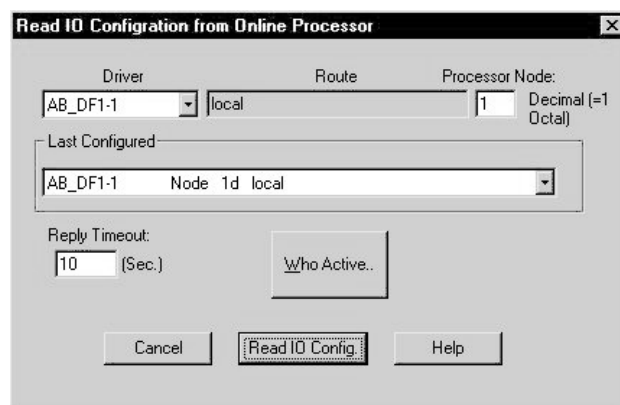 Read IO Configration from Online Processor
Driver Route Processor Node:
AB_DF1-1 local 1 Decimal (=1
Octal)
Last Configured
AB_DF1-1 Node 1d local
Reply Timeout:
10 (Sec.)
Who Active..
Cancel Read IO Config. Help